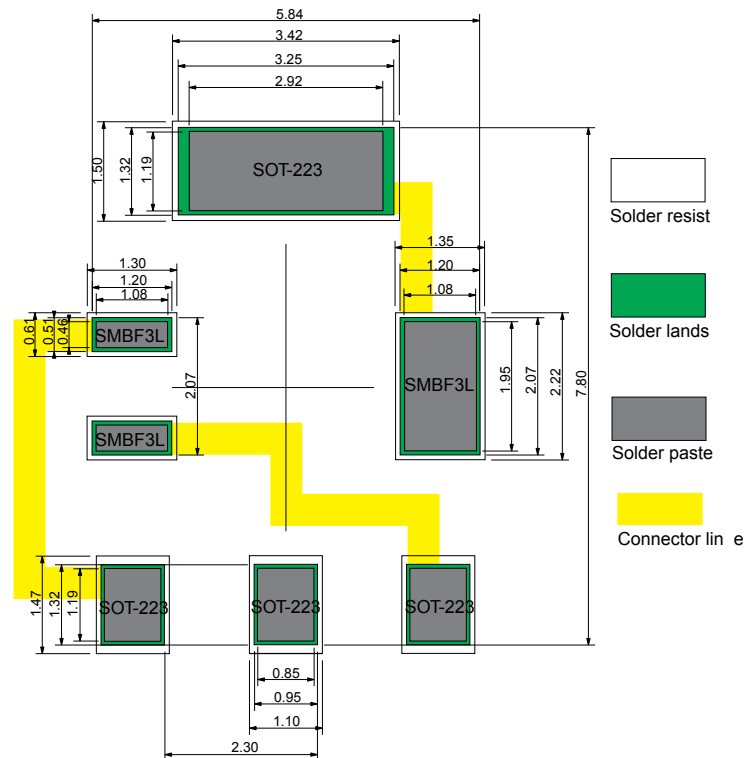 5.84
3.42
3.25
2.92
1.50
1.32
1.19
SOT-223
Solder resist
1.35
1.20
1.08
1.30
1.20
1.08
Solder lands
0.61
0.51
0.46
SMBF3L
2.07
SMBF3L
1.95
2.07
2.22
7.80
SMBF3L
Solder paste
Connector lin e
1.47
1.32
1.19
SOT-223
SOT-223
SOT-223
0.85
0.95
1.10
2.30